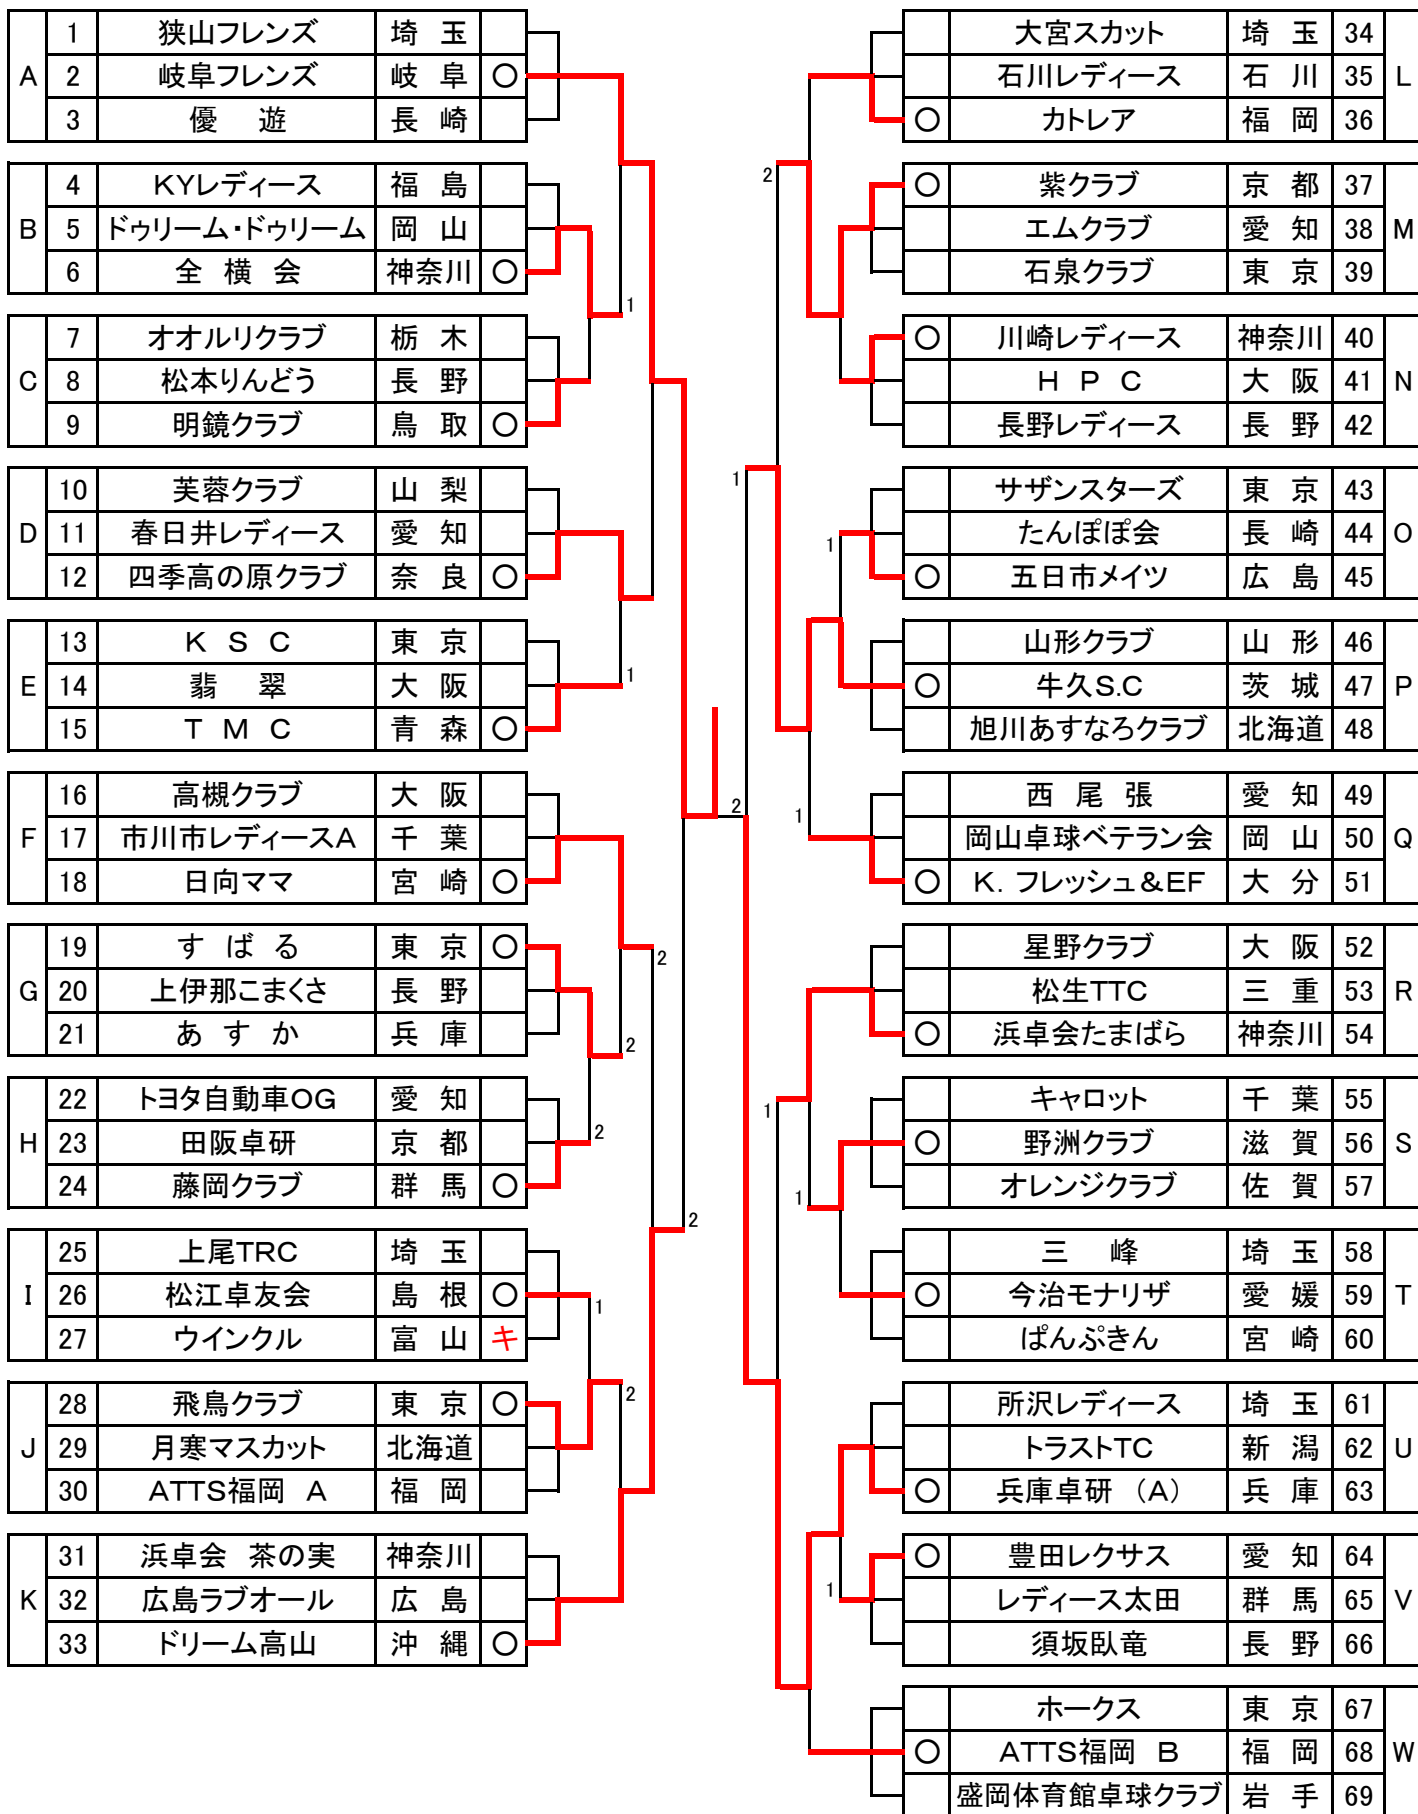 A
1 狭山フレンズ 埼 玉
2 岐阜フレンズ 岐 阜 〇
3 優 遊 長 崎
B
4 KYレディース 福 島
5 ドゥリーム・ドゥリーム 岡 山
6 全 横 会 神奈川 〇
1
C
7 オオルリクラブ 栃 木
8 松本りんどう 長 野
9 明鏡クラブ 鳥 取 〇
D
10 芙蓉クラブ 山 梨
11 春日井レディース 愛 知
12 四季高の原クラブ 奈 良 〇
E
13 K S C 東 京
14 翡 翠 大 阪
15 T M C 青 森 〇
1
F
16 高槻クラブ 大 阪
17 市川市レディースA 千 葉
18 日向ママ 宮 崎 〇
G
19 す ば る 東 京 〇
20 上伊那こまくさ 長 野
21 あ す か 兵 庫
2
2
H
22 トヨタ自動車OG 愛 知
23 田阪卓研 京 都
24 藤岡クラブ 群 馬 〇
2
2
I
25 上尾TRC 埼 玉
26 松江卓友会 島 根 〇
27 ウインクル 富 山 キ
1
J
28 飛鳥クラブ 東 京 〇
29 月寒マスカット 北海道
30 ATTS福岡 A 福 岡
2
K
31 浜卓会 茶の実 神奈川
32 広島ラブオール 広 島
33 ドリーム高山 沖 縄 〇
2
大宮スカット 埼 玉 34
石川レディース 石 川 35
〇 カトレア 福 岡 36
L
2
〇 紫クラブ 京 都 37
エムクラブ 愛 知 38
石泉クラブ 東 京 39
M
〇 川崎レディース 神奈川 40
H P C 大 阪 41
長野レディース 長 野 42
N
1
サザンスターズ 東 京 43
たんぽぽ会 長 崎 44
〇 五日市メイツ 広 島 45
O
1
山形クラブ 山 形 46
〇 牛久S.C 茨 城 47
旭川あすなろクラブ 北海道 48
P
1
西 尾 張 愛 知 49
岡山卓球ベテラン会 岡 山 50
〇 K. フレッシュ&EF 大 分 51
Q
星野クラブ 大 阪 52
松生TTC 三 重 53
〇 浜卓会たまばら 神奈川 54
R
1
キャロット 千 葉 55
〇 野洲クラブ 滋 賀 56
オレンジクラブ 佐 賀 57
S
1
三 峰 埼 玉 58
〇 今治モナリザ 愛 媛 59
ぱんぷきん 宮 崎 60
T
所沢レディース 埼 玉 61
トラストTC 新 潟 62
〇 兵庫卓研 (A) 兵 庫 63
U
1
〇 豊田レクサス 愛 知 64
レディース太田 群 馬 65
須坂臥竜 長 野 66
V
ホークス 東 京 67
〇 ATTS福岡 B 福 岡 68
盛岡体育館卓球クラブ 岩 手 69
W